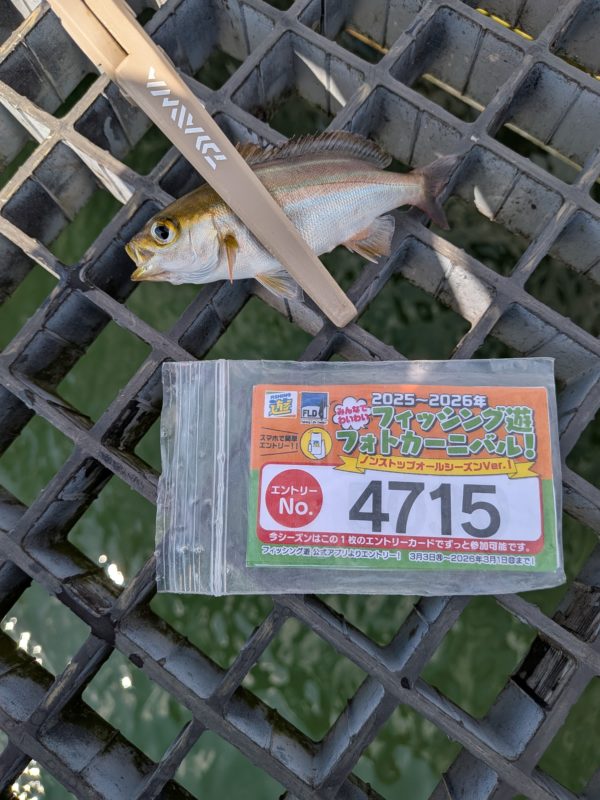 DAIWA
FISHING
遊
FLD
2025～2026年
みんなで
わいわい
フィッシング遊
フォトカーニバル!
スマホで簡単
エントリー!!
ノンストップオールシーズンVer.!
エントリー
No.
4715
今シーズンはこの1枚のエントリーカードでずっと参加可能です。
フィッシング遊 公式アプリよりエントリー! 3月3日㊊～2026年3月1日㊐まで!